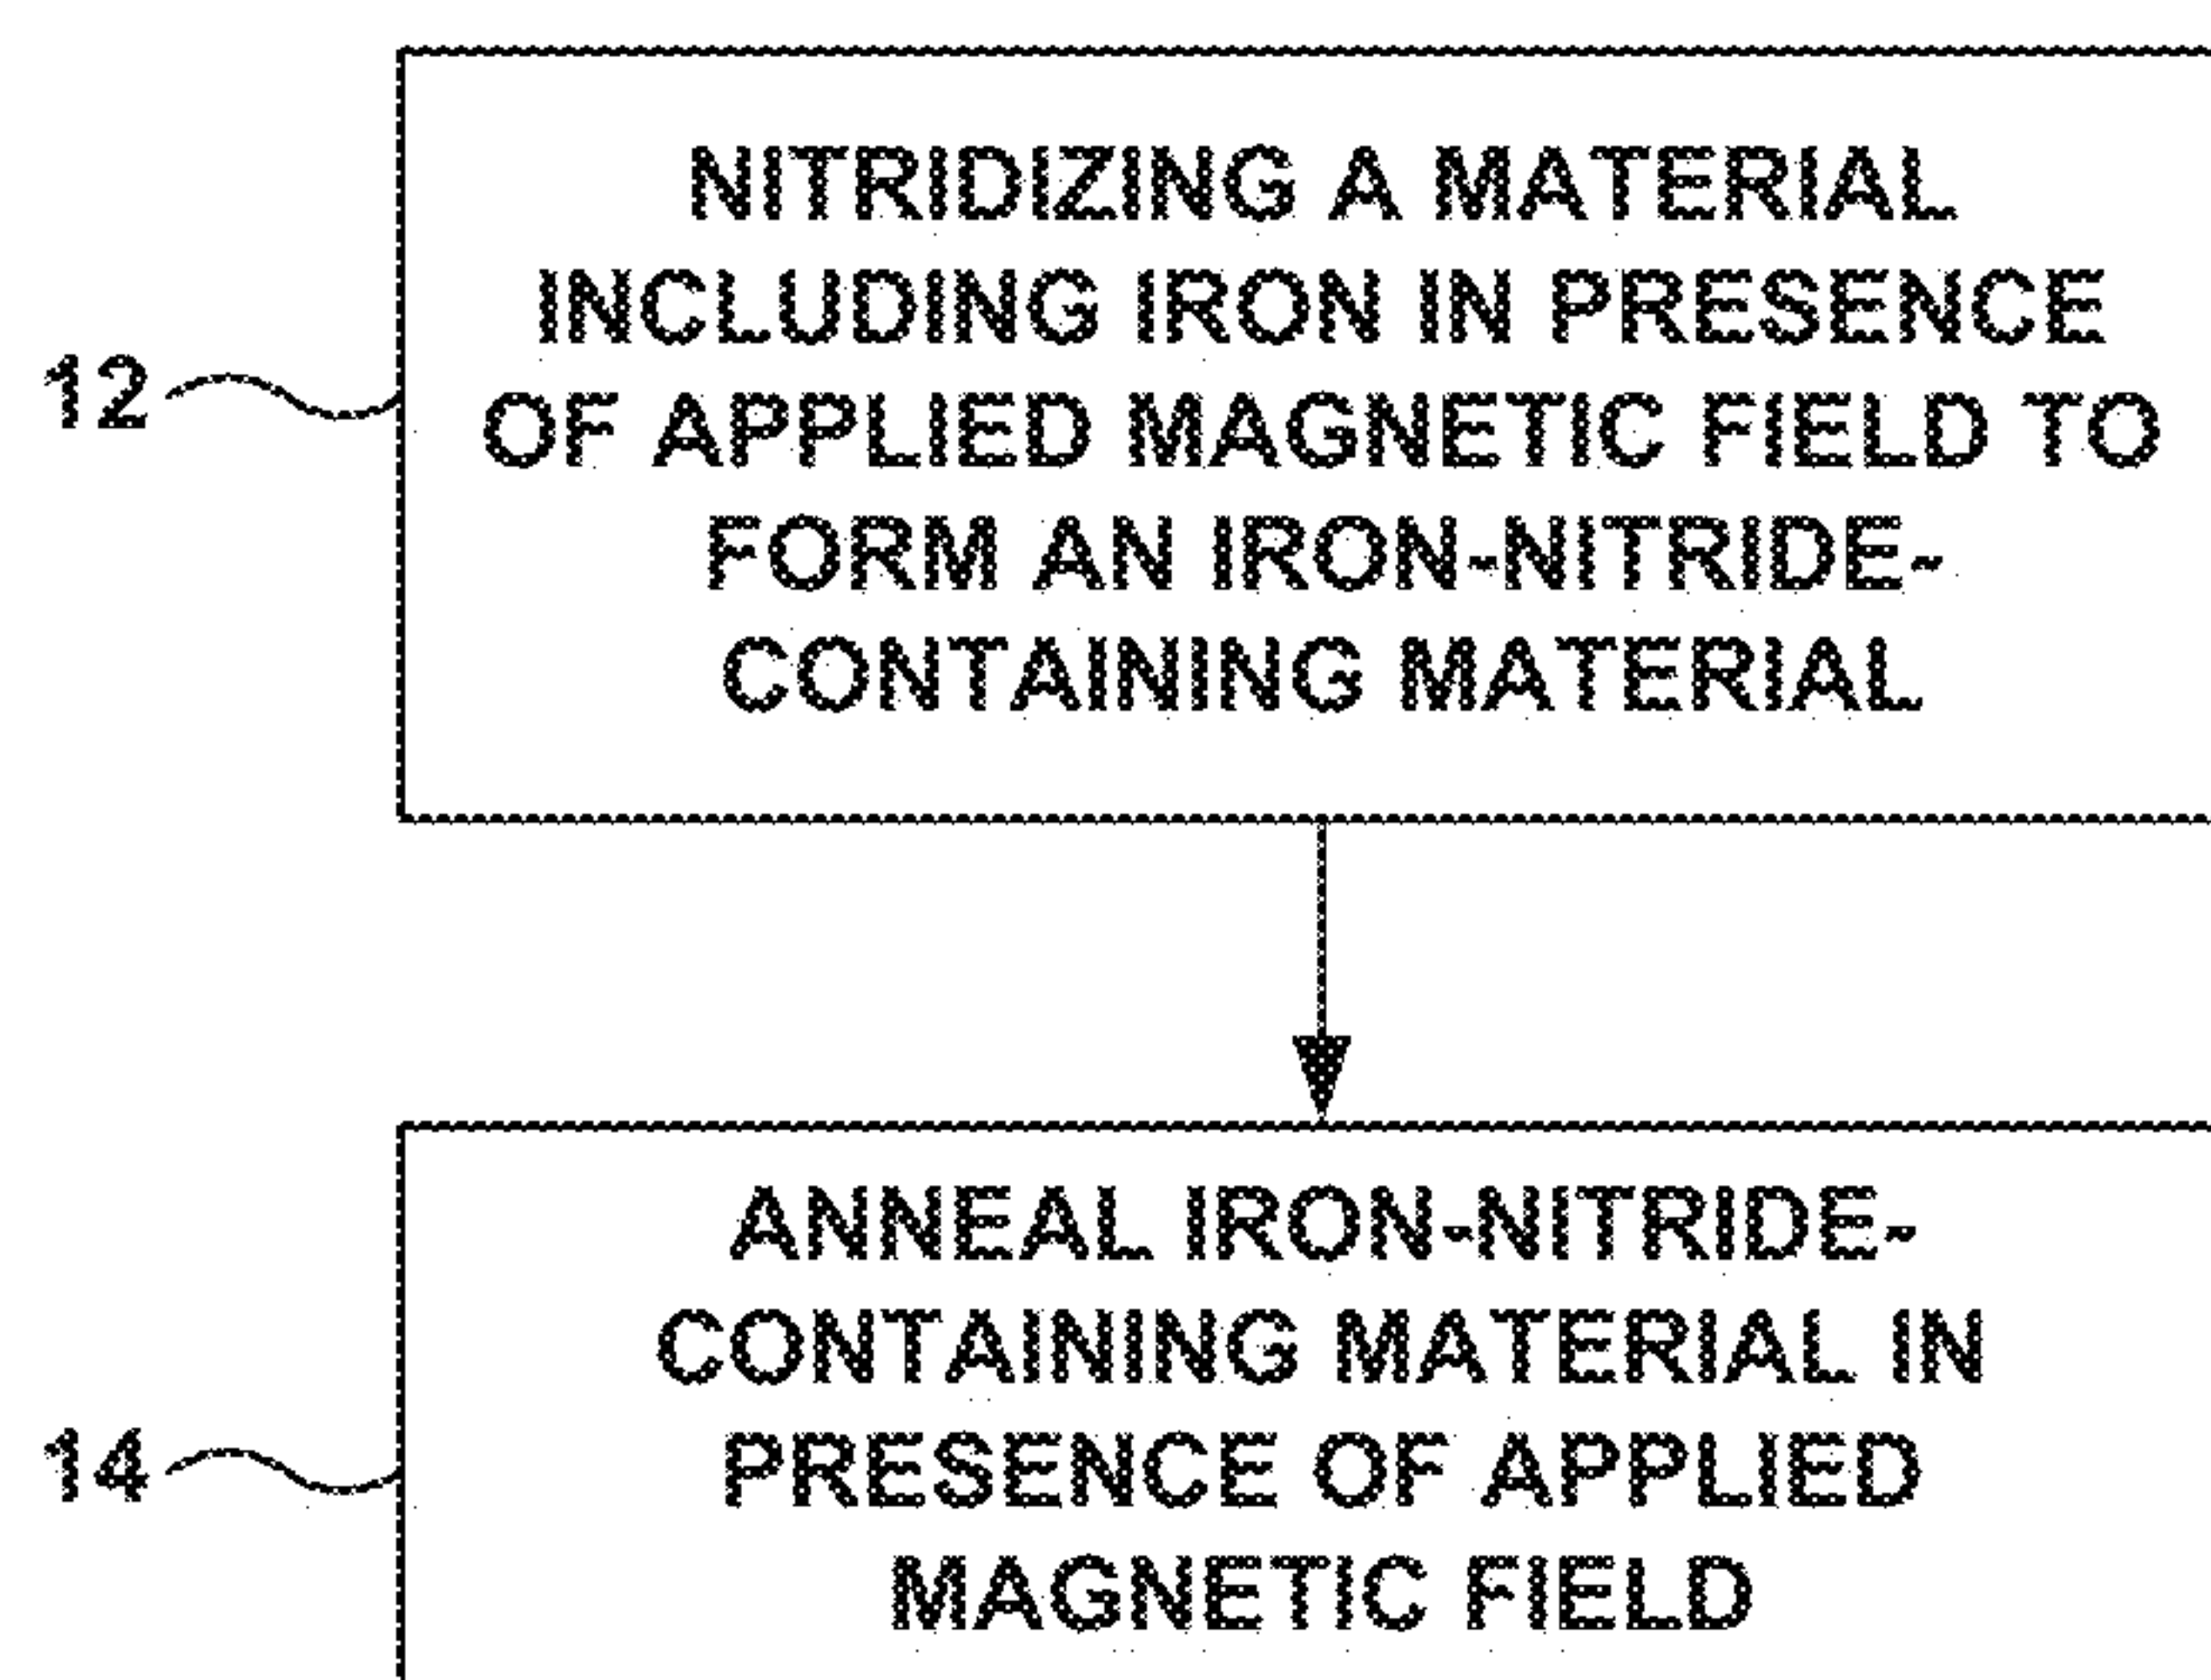 NITRIDIZING A MATERIAL
INCLUDING IRON IN PRESENCE
12
OF APPLIED MAGNETIC FIELD TO
FORM AN IRON-NITRIDE-
CONTAINING MATERIAL
ANNEAL IRON-NITRIDE-
CONTAINING MATERIAL IN
14
PRESENCE OF APPLIED
MAGNETIC FIELD